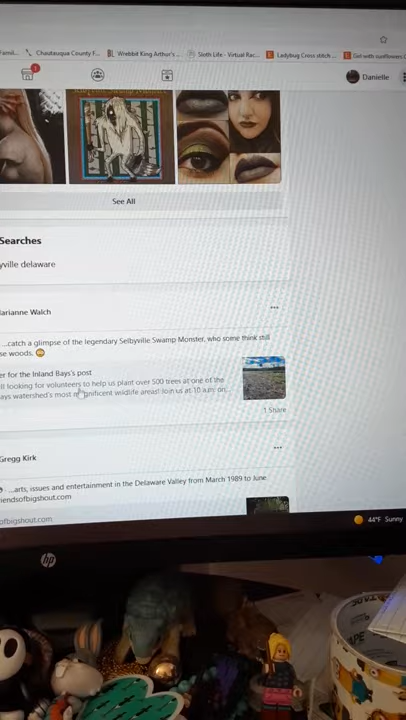 Chautauqua County F...
Wrebbit King Arthur's ...
Sloth Life - Virtual Rac...
Ladybug Cross stitch ...
Girl with sunflowers C
1
Danielle
See All
Searches
yville delaware
arianne Walch
...catch a glimpse of the legendary Selbyville Swamp Monster, who some think still
se woods.
er for the Inland Bays's post
ll looking for volunteers to help us plant over 500 trees at one of the
ays watershed's most magnificent wildlife areas! Join us at 10 a.m. on...
1 Share
Gregg Kirk
...arts, issues and entertainment in the Delaware Valley from March 1989 to June
iendsofbigshout.com
ofbigshout.com
44°F Sunny
hp